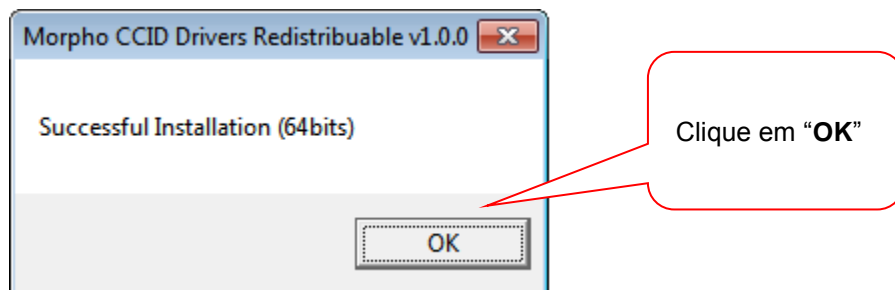 Morpho CCID Drivers Redistribuable v1.0.0
Successful Installation (64bits)
Clique em “OK”
OK